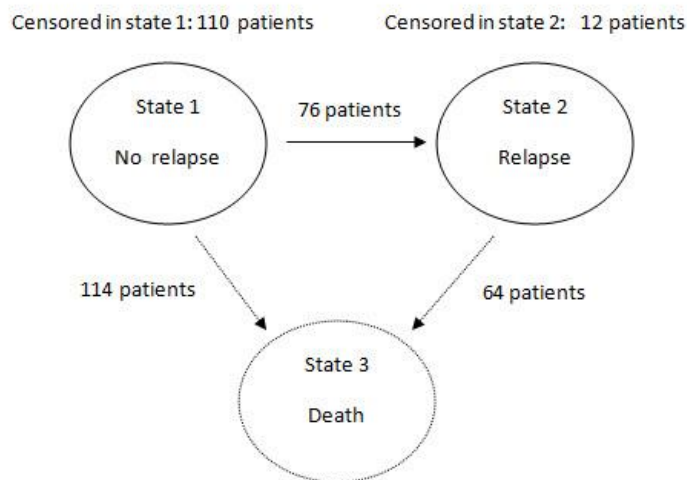 Censored in state 1: 110 patients
Censored in state 2: 12 patients
State 1
No relapse
76 patients
State 2
Relapse
114 patients
64 patients
State 3
Death